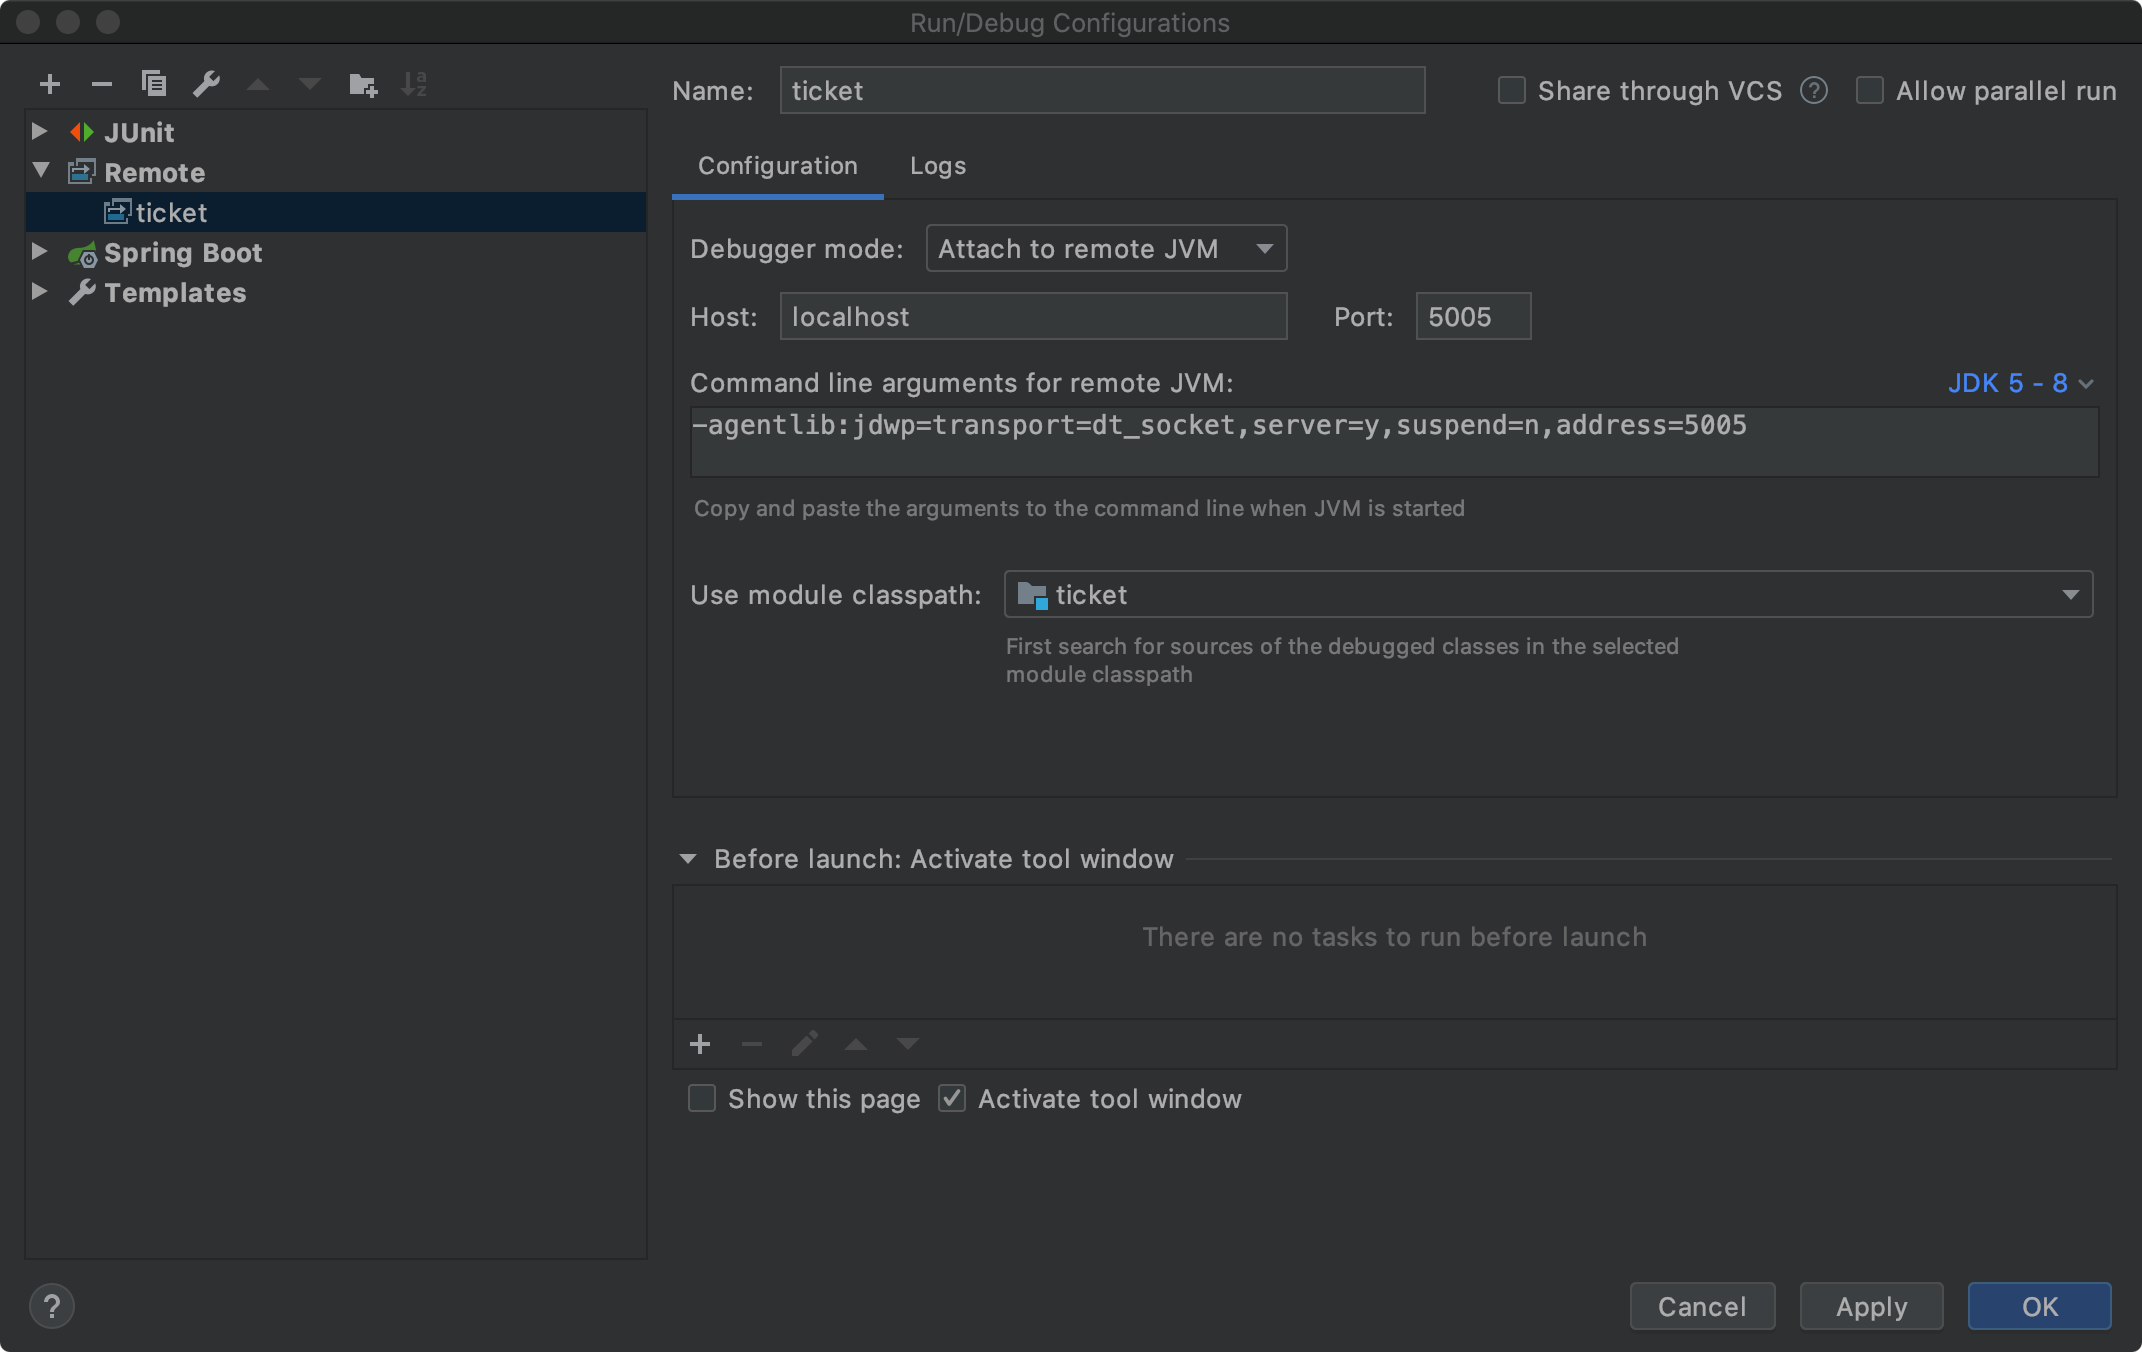 Run/Debug Configurations
Name: ticket
Share through VCS ? Allow parallel run
JUnit
Remote
ticket
Spring Boot
Templates
Configuration Logs
Debugger mode: Attach to remote JVM
Host: localhost Port: 5005
Command line arguments for remote JVM: JDK 5 - 8
-agentlib:jdwp=transport=dt_socket,server=y,suspend=n,address=5005
Copy and paste the arguments to the command line when JVM is started
Use module classpath: ticket
First search for sources of the debugged classes in the selected
module classpath
Before launch: Activate tool window
There are no tasks to run before launch
Show this page Activate tool window
? Cancel Apply OK